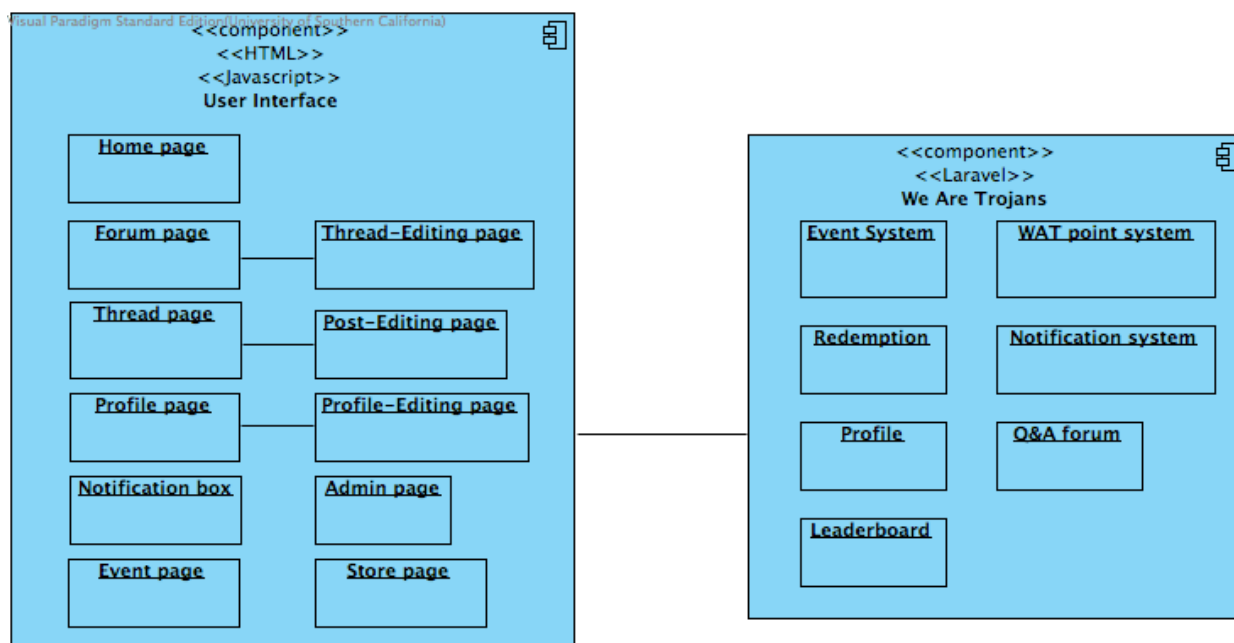 Visual Paradigm Standard Edition(University of Southern California)
<<component>>
<<HTML>>
<<Javascript>>
User Interface
Home page
Forum page
Thread-Editing page
Thread page
Post-Editing page
Profile page
Profile-Editing page
Notification box
Admin page
Event page
Store page
<<component>>
<<Laravel>>
We Are Trojans
Event System
WAT point system
Redemption
Notification system
Profile
Q&A forum
Leaderboard